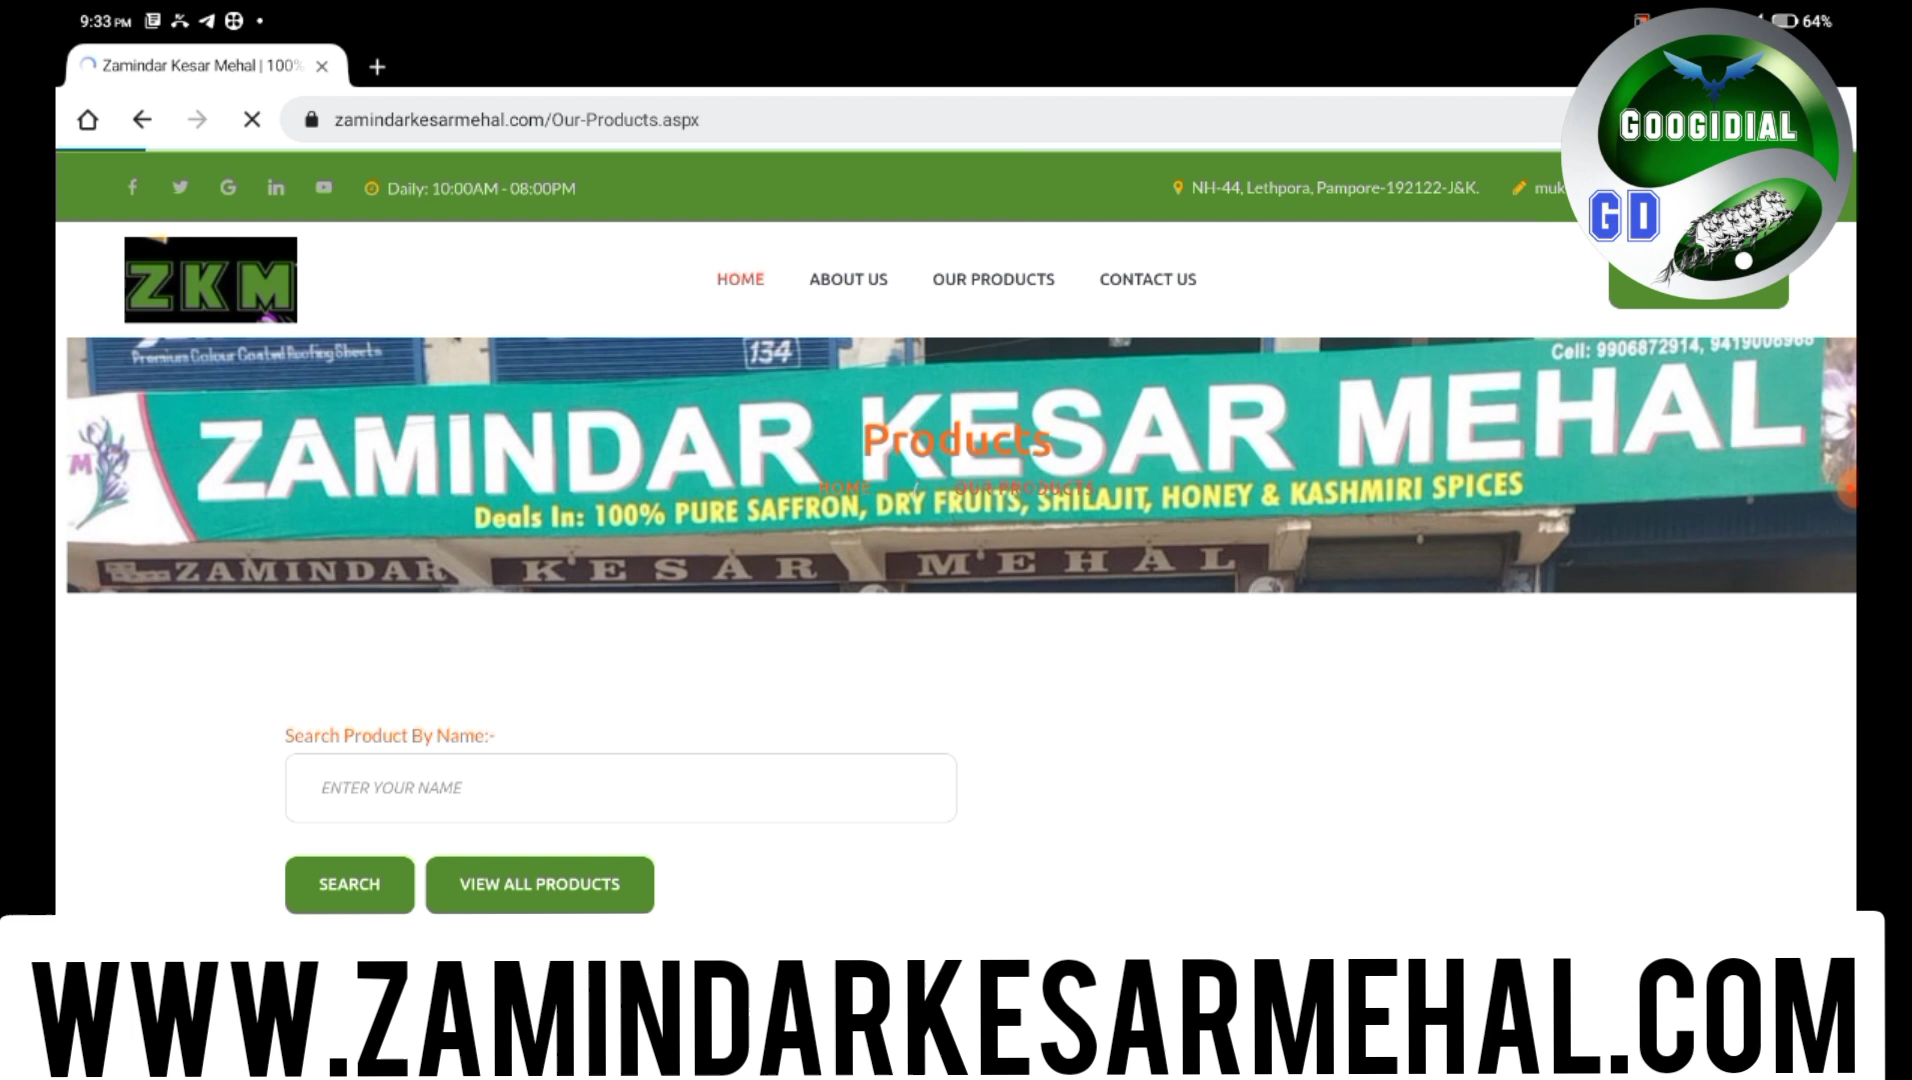 9:33 PM
64%
Zamindar Kesar Mehal | 100%
zamindarkesarmehal.com/Our-Products.aspx
GOOGIDIAL
GD
Daily: 10:00AM - 08:00PM
NH-44, Lethpora, Pampore-192122-J&K.
muk
ZKM
HOME
ABOUT US
OUR PRODUCTS
CONTACT US
Premium Colour Coated Roofing Sheets
134
Cell: 9906872914,
ZAMINDAR KESAR MEHAL
Products
HOME / OUR PRODUCTS
Deals In: 100% PURE SAFFRON, DRY FRUITS, SHILAJIT, HONEY & KASHMIRI SPICES
M
ZAMINDAR KESAR MEHAL
Search Product By Name:-
ENTER YOUR NAME
SEARCH
VIEW ALL PRODUCTS
WWW.ZAMINDARKESARMEHAL.COM